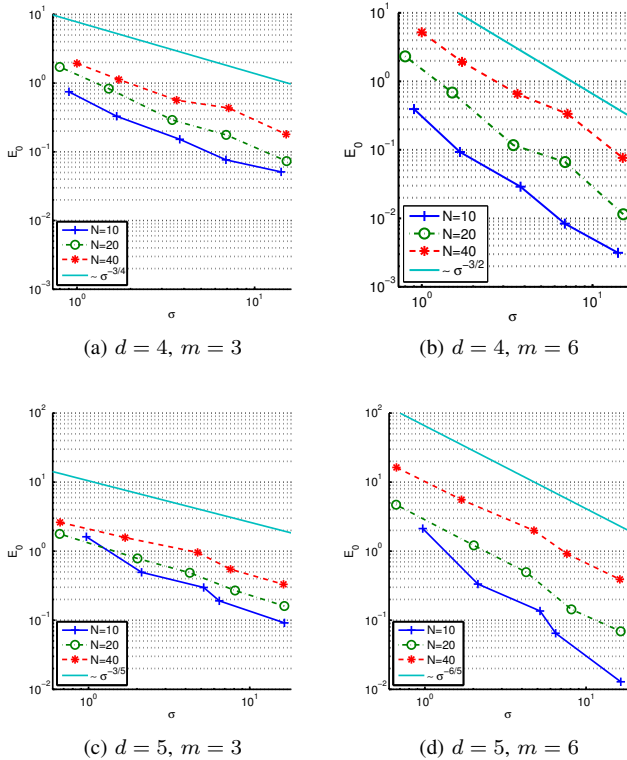 10¹
10⁰
10⁻¹
10⁻²
10⁻³
E₀
N=10
N=20
N=40
~ σ⁻³/⁴
10⁰
10¹
σ
(a) d = 4, m = 3
10¹
10⁰
10⁻¹
10⁻²
10⁻³
E₀
N=10
N=20
N=40
~ σ⁻³/²
10⁰
10¹
σ
(b) d = 4, m = 6
10²
10¹
10⁰
10⁻¹
10⁻²
E₀
N=10
N=20
N=40
~ σ⁻³/⁵
10⁰
10¹
σ
(c) d = 5, m = 3
10²
10¹
10⁰
10⁻¹
10⁻²
E₀
N=10
N=20
N=40
~ σ⁻⁶/⁵
10⁰
10¹
σ
(d) d = 5, m = 6